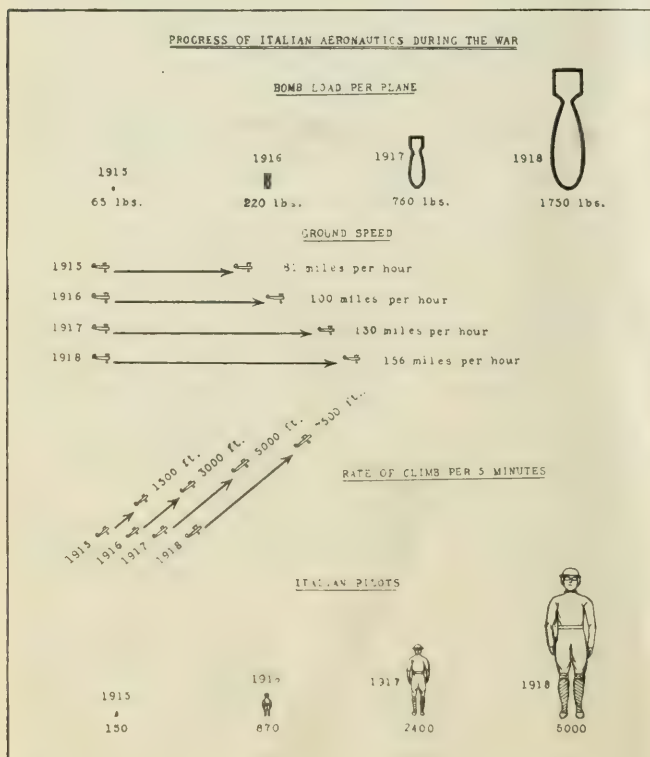 PROGRESS OF ITALIAN AERONAUTICS DURING THE WAR
BOMB LOAD PER PLANE
1915
65 lbs.
1916
220 lbs.
1917
760 lbs.
1918
1750 lbs.
GROUND SPEED
1915 miles per hour
1916 100 miles per hour
1917 130 miles per hour
1918 156 miles per hour
1915 1500 ft.
1916 3000 ft.
1917 5000 ft.
1918 ft.
RATE OF CLIMB PER 5 MINUTES
ITALIAN PILOTS
1915
150
870
1917
2400
1918
5000